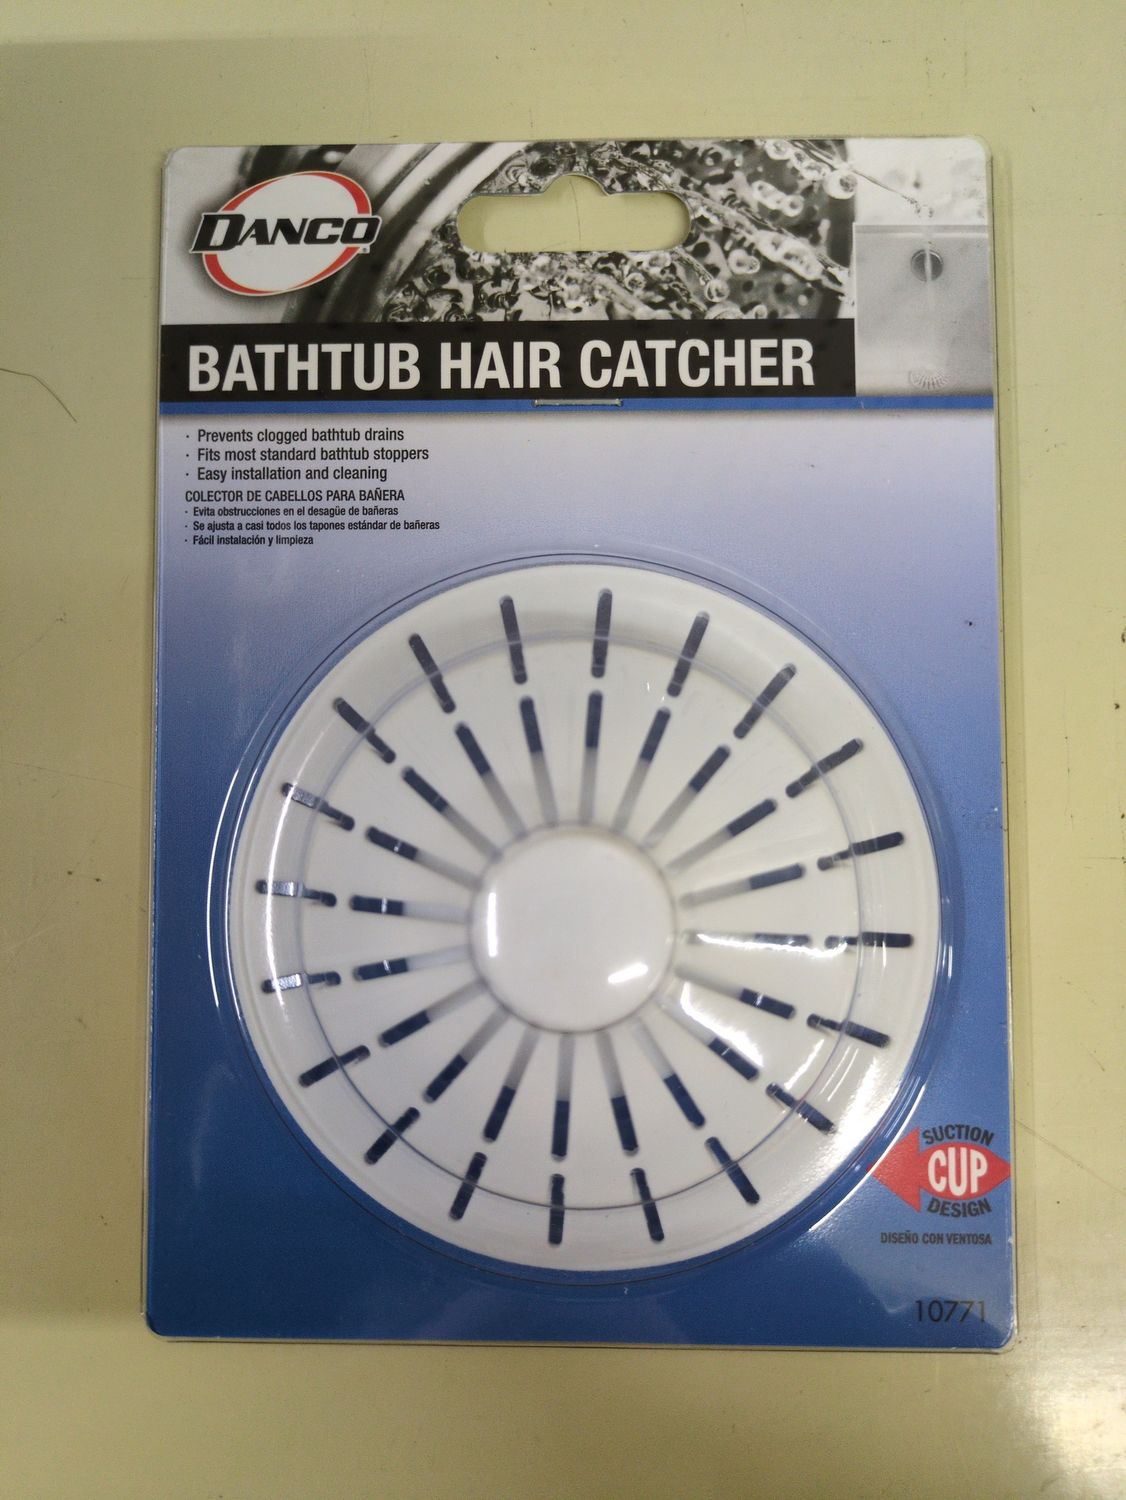 DANCO®
BATHTUB HAIR CATCHER
· Prevents clogged bathtub drains
· Fits most standard bathtub stoppers
· Easy installation and cleaning
COLECTOR DE CABELLOS PARA BAÑERA
· Evita obstrucciones en el desagüe de bañeras
· Se ajusta a casi todos los tapones estándar de bañeras
· Fácil instalación y limpieza
SUCTION
CUP
DESIGN
DISEÑO CON VENTOSA
10771